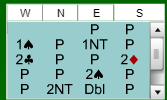 W N E S
P P
1♠ P 1NT P
2♣ P P 2♦
P P 2♠ P
P 2NT Dbl P